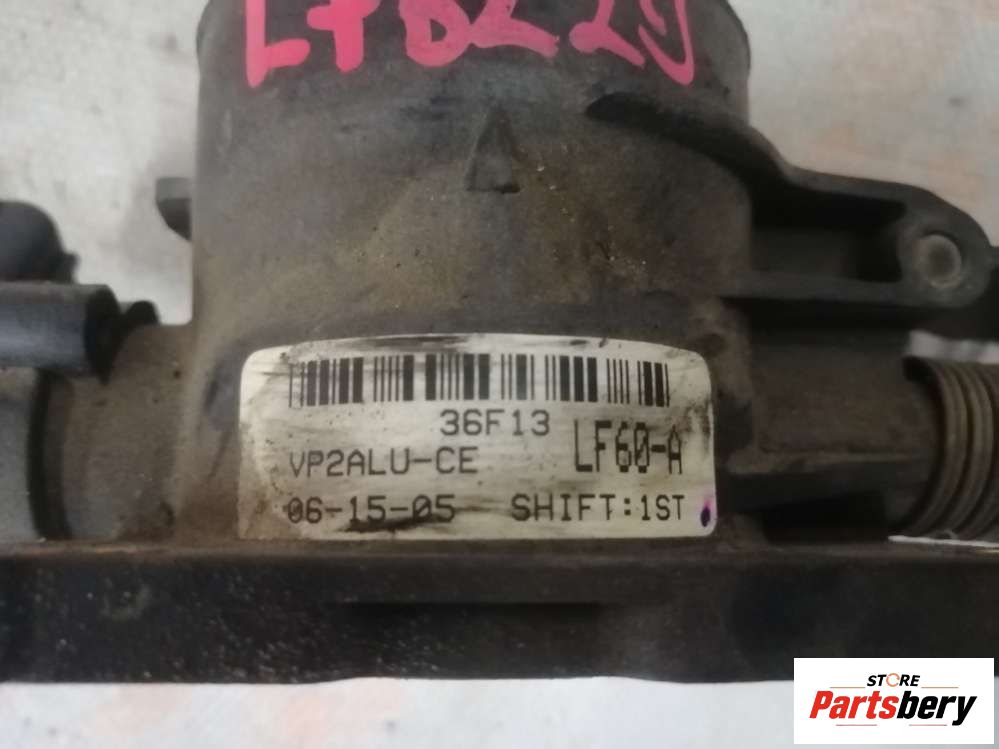 36F13
VP2ALU-CE LF60-A
06-15-05 SHIFT:1ST
STORE
Partsbery